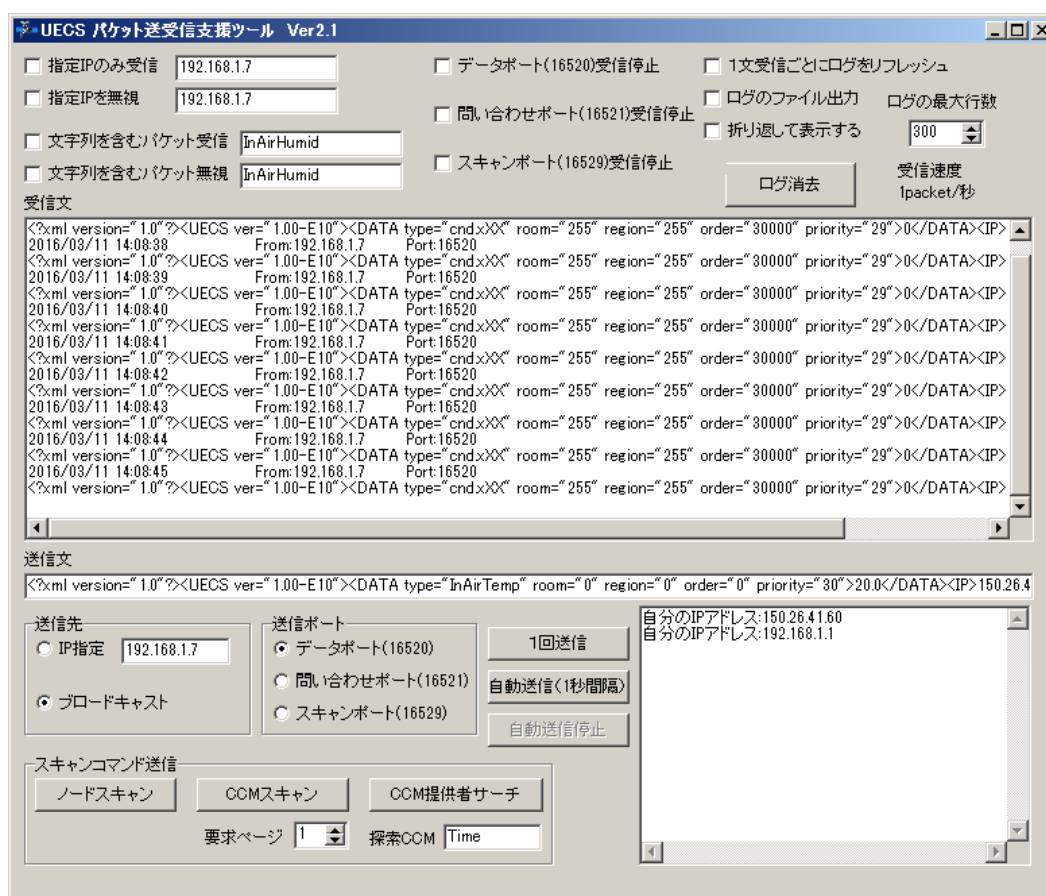 UECS パケット送受信支援ツール Ver2.1
指定IPのみ受信 192.168.1.7
データポート(16520)受信停止
1文受信ごとにログをリフレッシュ
指定IPを無視 192.168.1.7
問い合わせポート(16521)受信停止
ログのファイル出力
ログの最大行数
文字列を含むパケット受信 InAirHumid
折り返して表示する
300
文字列を含むパケット無視 InAirHumid
スキャンポート(16529)受信停止
ログ消去
受信速度
1packet/秒
受信文
<?xml version="1.0"?><UECS ver="1.00-E10"><DATA type="cnd.xXX" room="255" region="255" order="30000" priority="29">0</DATA><IP>
2016/03/11 14:08:38 From:192.168.1.7 Port:16520
<?xml version="1.0"?><UECS ver="1.00-E10"><DATA type="cnd.xXX" room="255" region="255" order="30000" priority="29">0</DATA><IP>
2016/03/11 14:08:39 From:192.168.1.7 Port:16520
<?xml version="1.0"?><UECS ver="1.00-E10"><DATA type="cnd.xXX" room="255" region="255" order="30000" priority="29">0</DATA><IP>
2016/03/11 14:08:40 From:192.168.1.7 Port:16520
<?xml version="1.0"?><UECS ver="1.00-E10"><DATA type="cnd.xXX" room="255" region="255" order="30000" priority="29">0</DATA><IP>
2016/03/11 14:08:41 From:192.168.1.7 Port:16520
<?xml version="1.0"?><UECS ver="1.00-E10"><DATA type="cnd.xXX" room="255" region="255" order="30000" priority="29">0</DATA><IP>
2016/03/11 14:08:42 From:192.168.1.7 Port:16520
<?xml version="1.0"?><UECS ver="1.00-E10"><DATA type="cnd.xXX" room="255" region="255" order="30000" priority="29">0</DATA><IP>
2016/03/11 14:08:43 From:192.168.1.7 Port:16520
<?xml version="1.0"?><UECS ver="1.00-E10"><DATA type="cnd.xXX" room="255" region="255" order="30000" priority="29">0</DATA><IP>
2016/03/11 14:08:44 From:192.168.1.7 Port:16520
<?xml version="1.0"?><UECS ver="1.00-E10"><DATA type="cnd.xXX" room="255" region="255" order="30000" priority="29">0</DATA><IP>
2016/03/11 14:08:45 From:192.168.1.7 Port:16520
<?xml version="1.0"?><UECS ver="1.00-E10"><DATA type="cnd.xXX" room="255" region="255" order="30000" priority="29">0</DATA><IP>
送信文
<?xml version="1.0"?><UECS ver="1.00-E10"><DATA type="InAirTemp" room="0" region="0" order="0" priority="30">20.0</DATA><IP>150.26.4
送信先
IP指定 192.168.1.7
ブロードキャスト
送信ポート
データポート(16520)
問い合わせポート(16521)
スキャンポート(16529)
1回送信
自動送信(1秒間隔)
自動送信停止
自分のIPアドレス:150.26.41.60
自分のIPアドレス:192.168.1.1
スキャンコマンド送信
ノードスキャン
CCMスキャン
CCM提供者サーチ
要求ページ 1
探索CCM Time